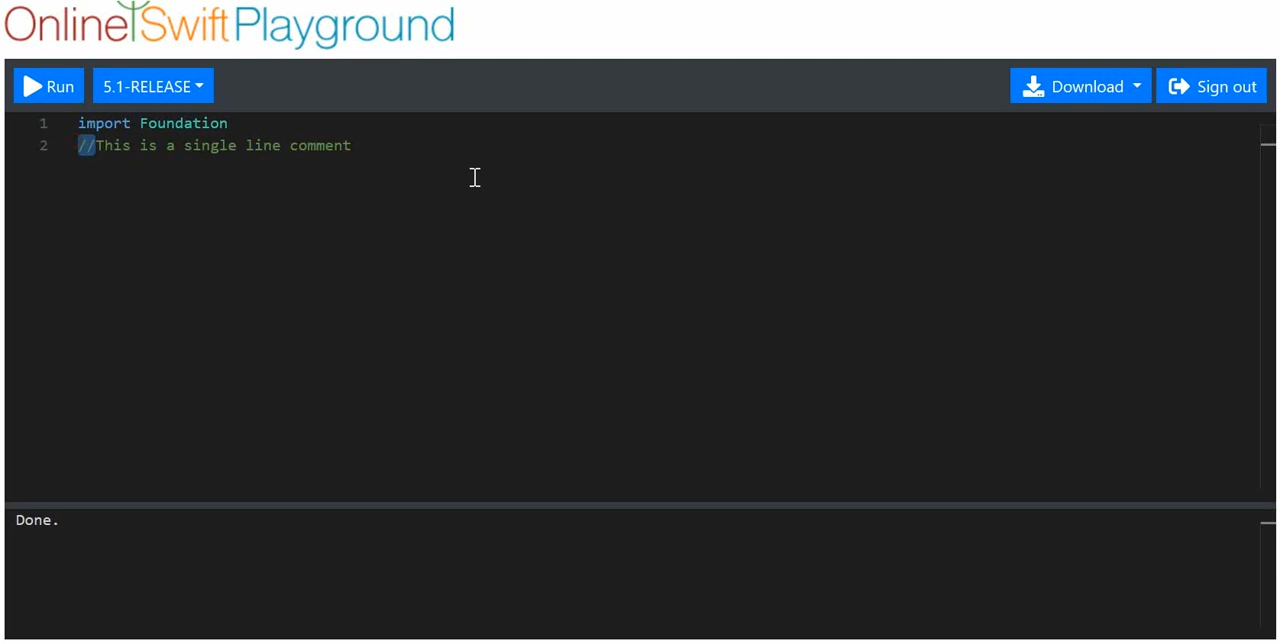 OnlineSwiftPlayground
Run 5.1-RELEASE Download Sign out
1 import Foundation
2 //This is a single line comment
Done.